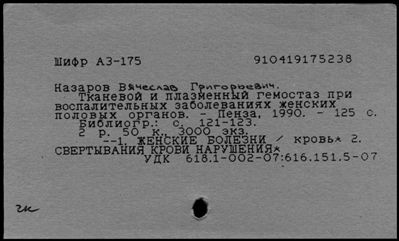 Шифр АЗ-175 910419175238
Назаров Вячеслав Григорьевич.
Тканевой и плазменный гемостаз при
воспалительных заболеваниях женских
половых органов. - Пенза, 1990. - 125 с.
Библиогр.: с. 121-123.
2 р. 50 к. 3000 экз.
--1. ЖЕНСКИЕ БОЛЕЗНИ / кровь* 2.
СВЕРТЫВАНИЯ КРОВИ НАРУШЕНИЯ*
УДК 618.1-002-07:616.151.5-07
2к